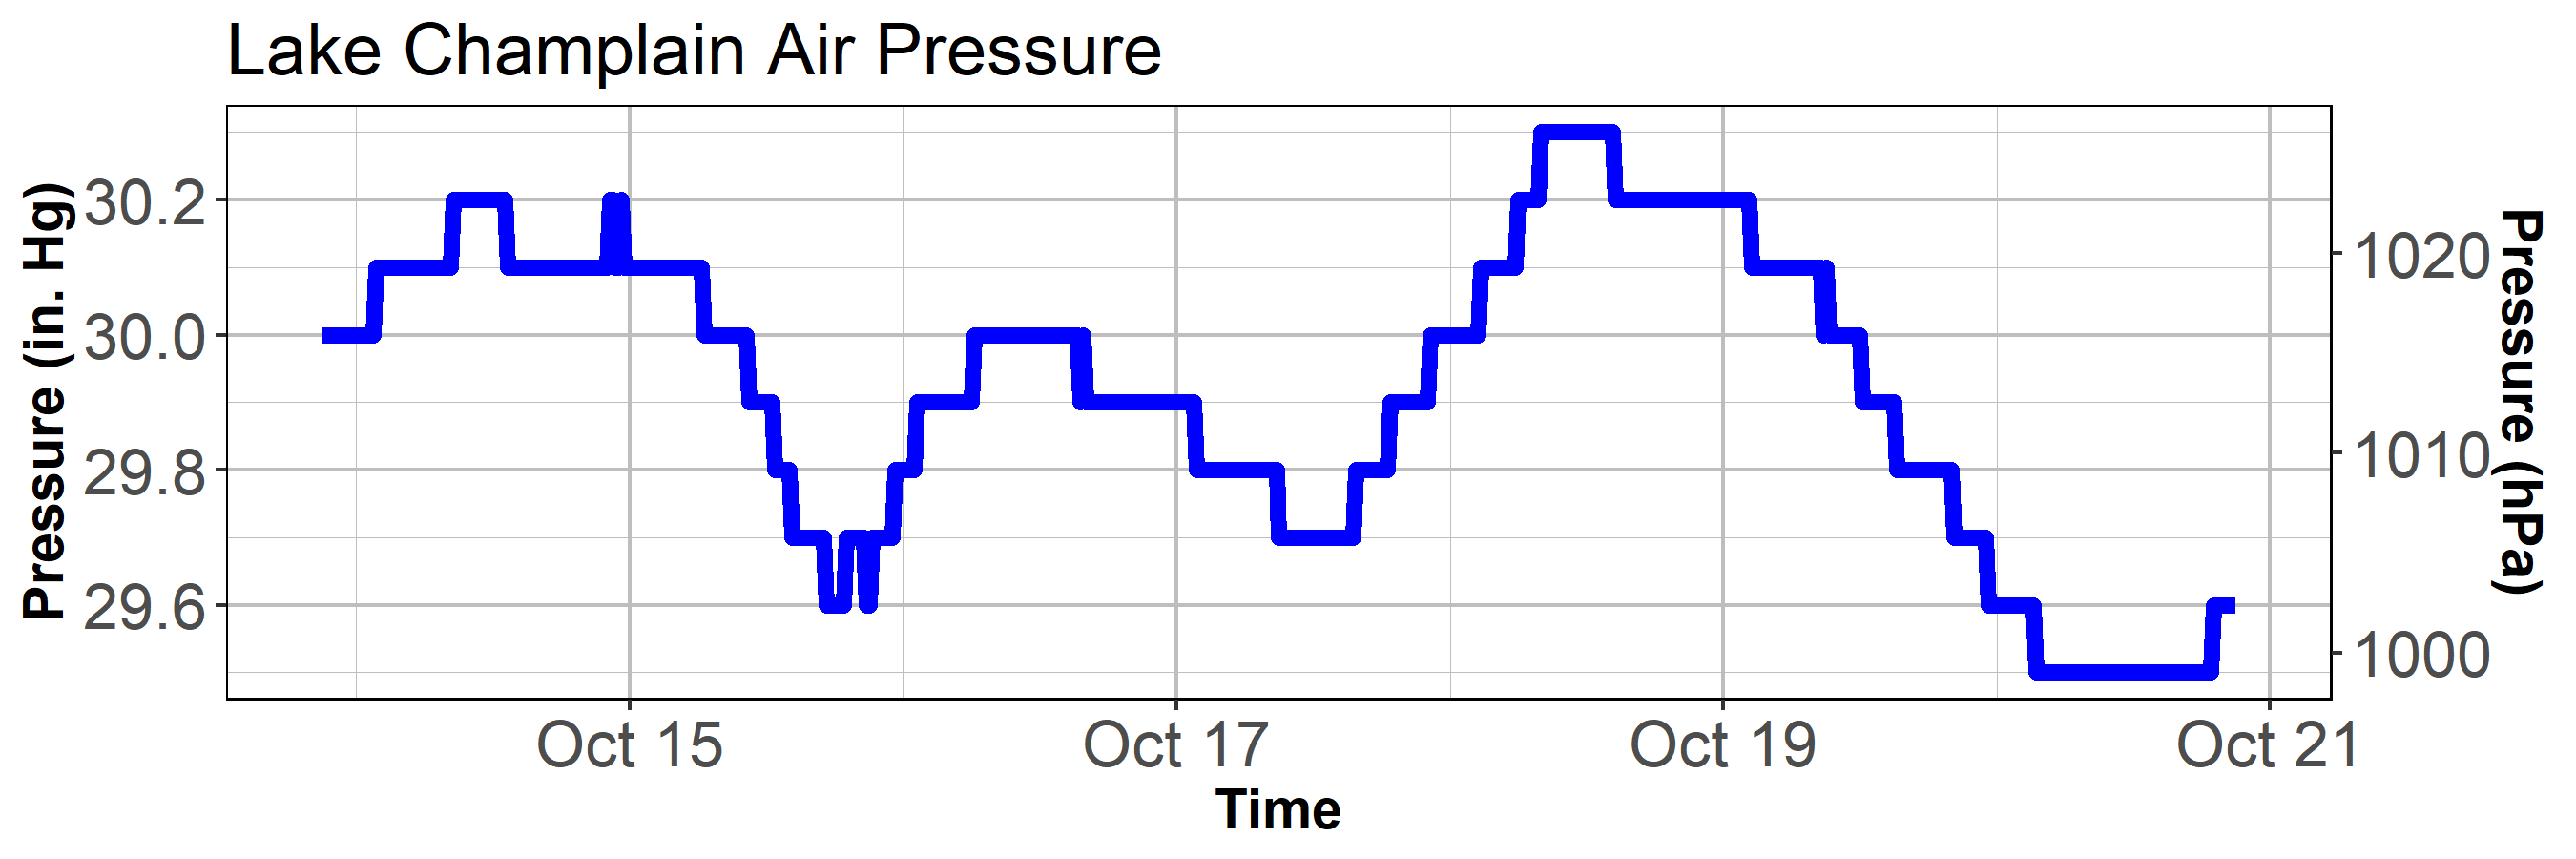 Lake Champlain Air Pressure
Pressure (in. Hg)
30.2
30.0
29.8
29.6
1020
1010
1000
Pressure (hPa)
Oct 15
Oct 17
Oct 19
Oct 21
Time